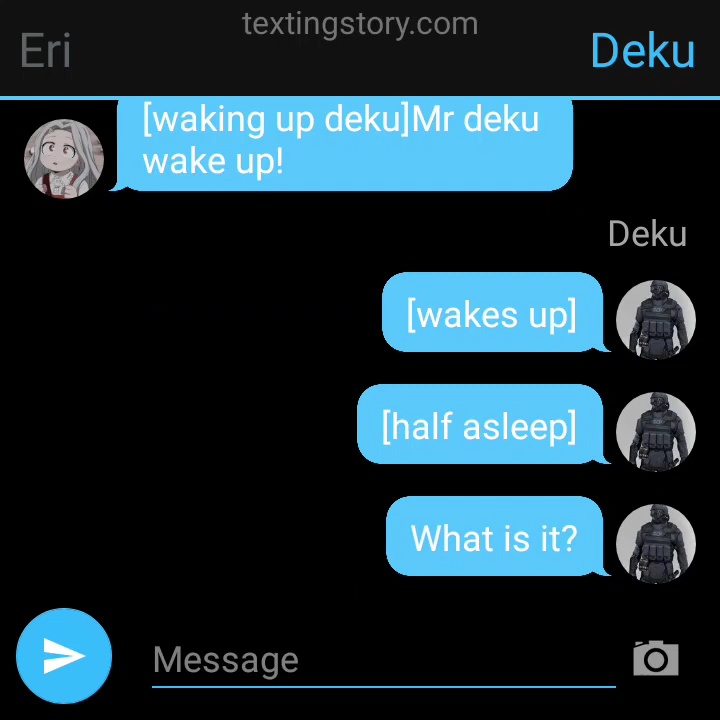 textingstory.com
Eri
Deku
[waking up deku]Mr deku
wake up!
Deku
[wakes up]
[half asleep]
What is it?
Message